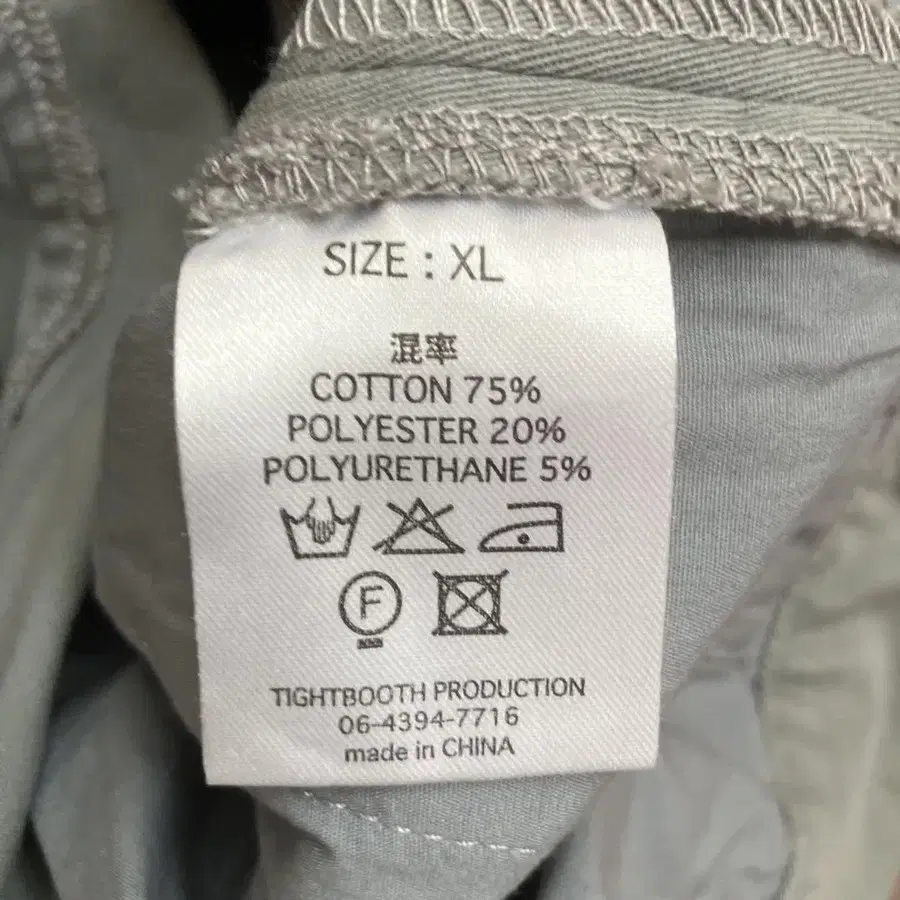 SIZE : XL
混率
COTTON 75%
POLYESTER 20%
POLYURETHANE 5%
F
TIGHTBOOTH PRODUCTION
06-4394-7716
made in CHINA